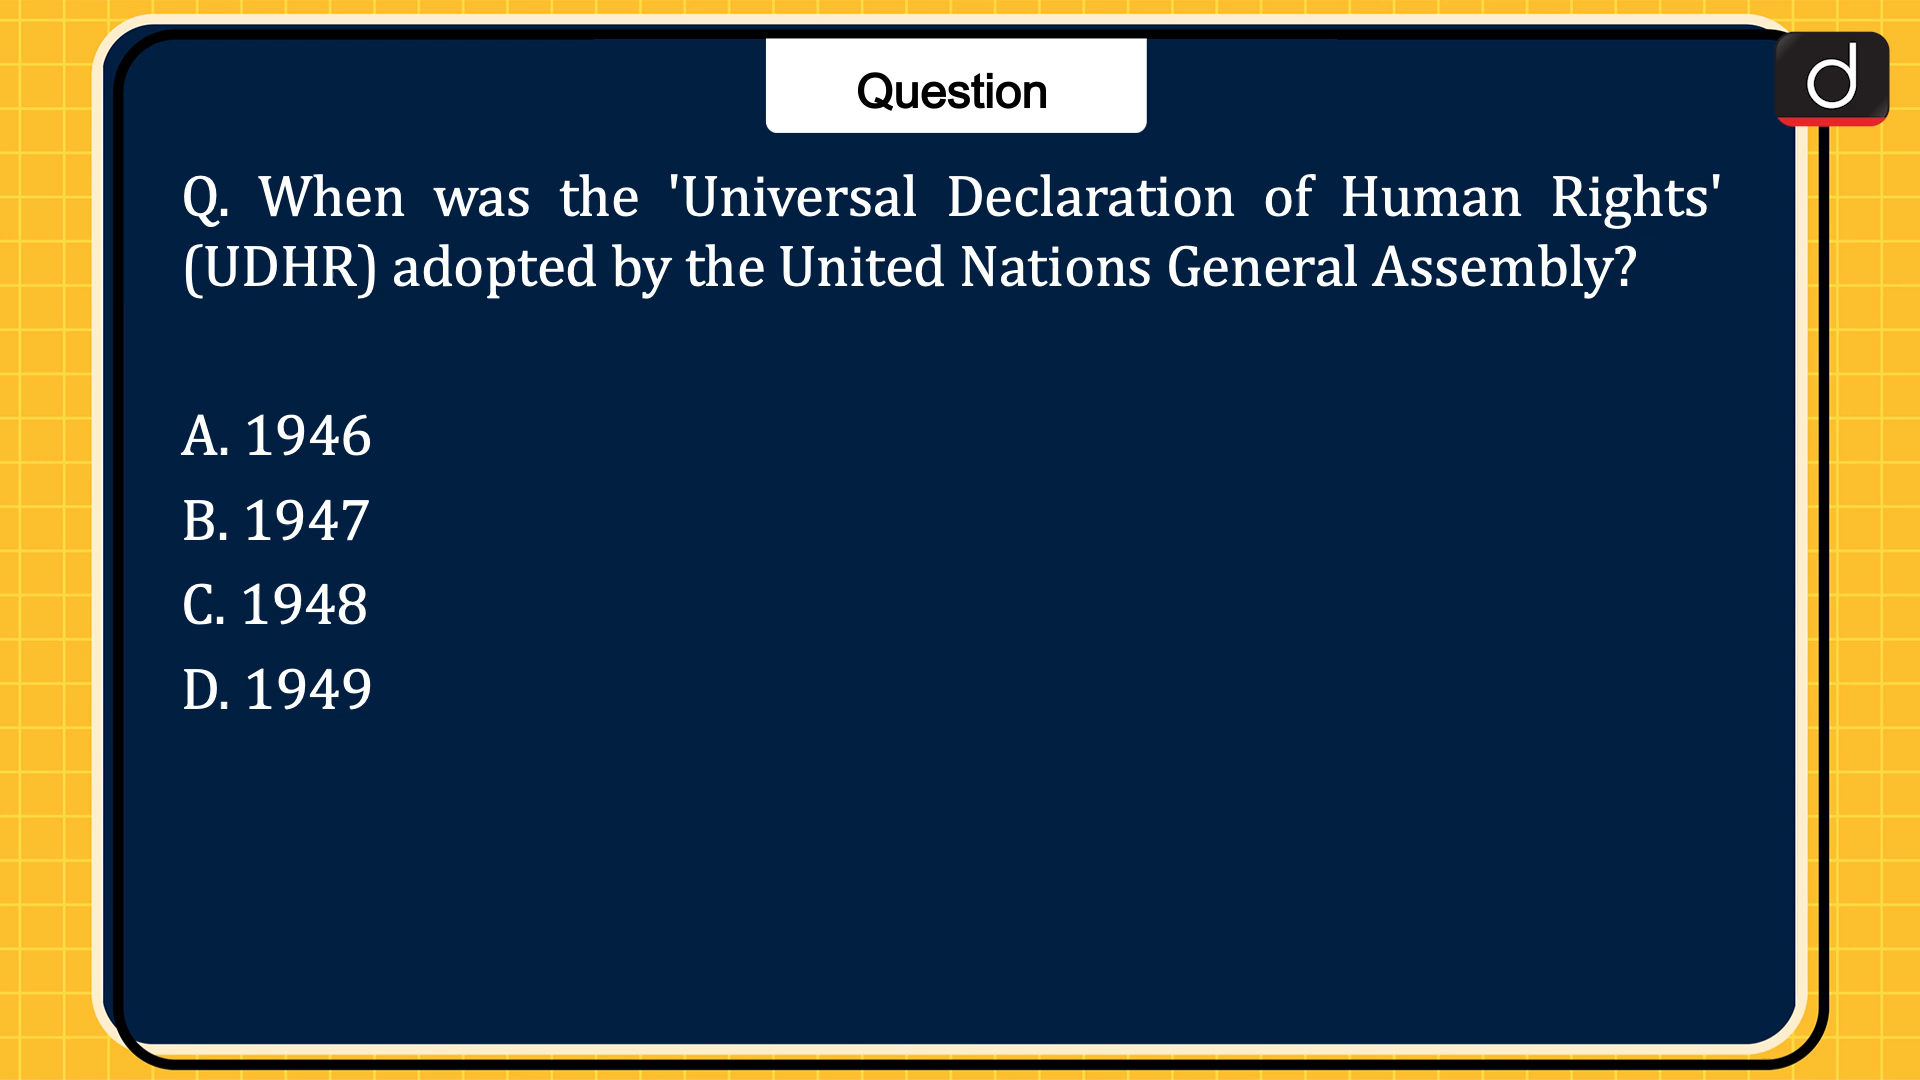 Question
Q. When was the 'Universal Declaration of Human Rights'
(UDHR) adopted by the United Nations General Assembly?
A. 1946
B. 1947
C. 1948
D. 1949
d